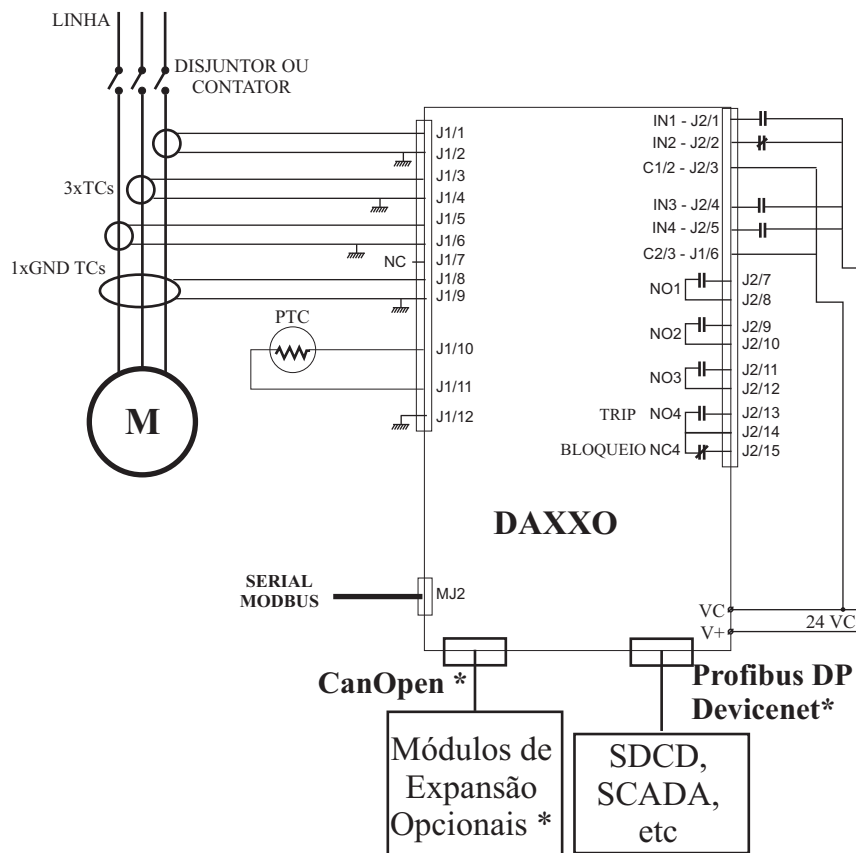 LINHA
DISJUNTOR OU
CONTATOR
3xTCs
1xGND TCs
NC
PTC
M
J1/1
J1/2
J1/3
J1/4
J1/5
J1/6
J1/7
J1/8
J1/9
J1/10
J1/11
J1/12
IN1 - J2/1
IN2 - J2/2
C1/2 - J2/3
IN3 - J2/4
IN4 - J2/5
C2/3 - J1/6
NO1
J2/7
J2/8
NO2
J2/9
J2/10
NO3
J2/11
J2/12
TRIP NO4
J2/13
J2/14
BLOQUEIO NC4
J2/15
DAXXO
SERIAL
MODBUS
MJ2
VC
V+
24 VC
CanOpen *
Profibus DP
Devicenet*
Módulos de
Expansão
Opcionais *
SDCD,
SCADA,
etc